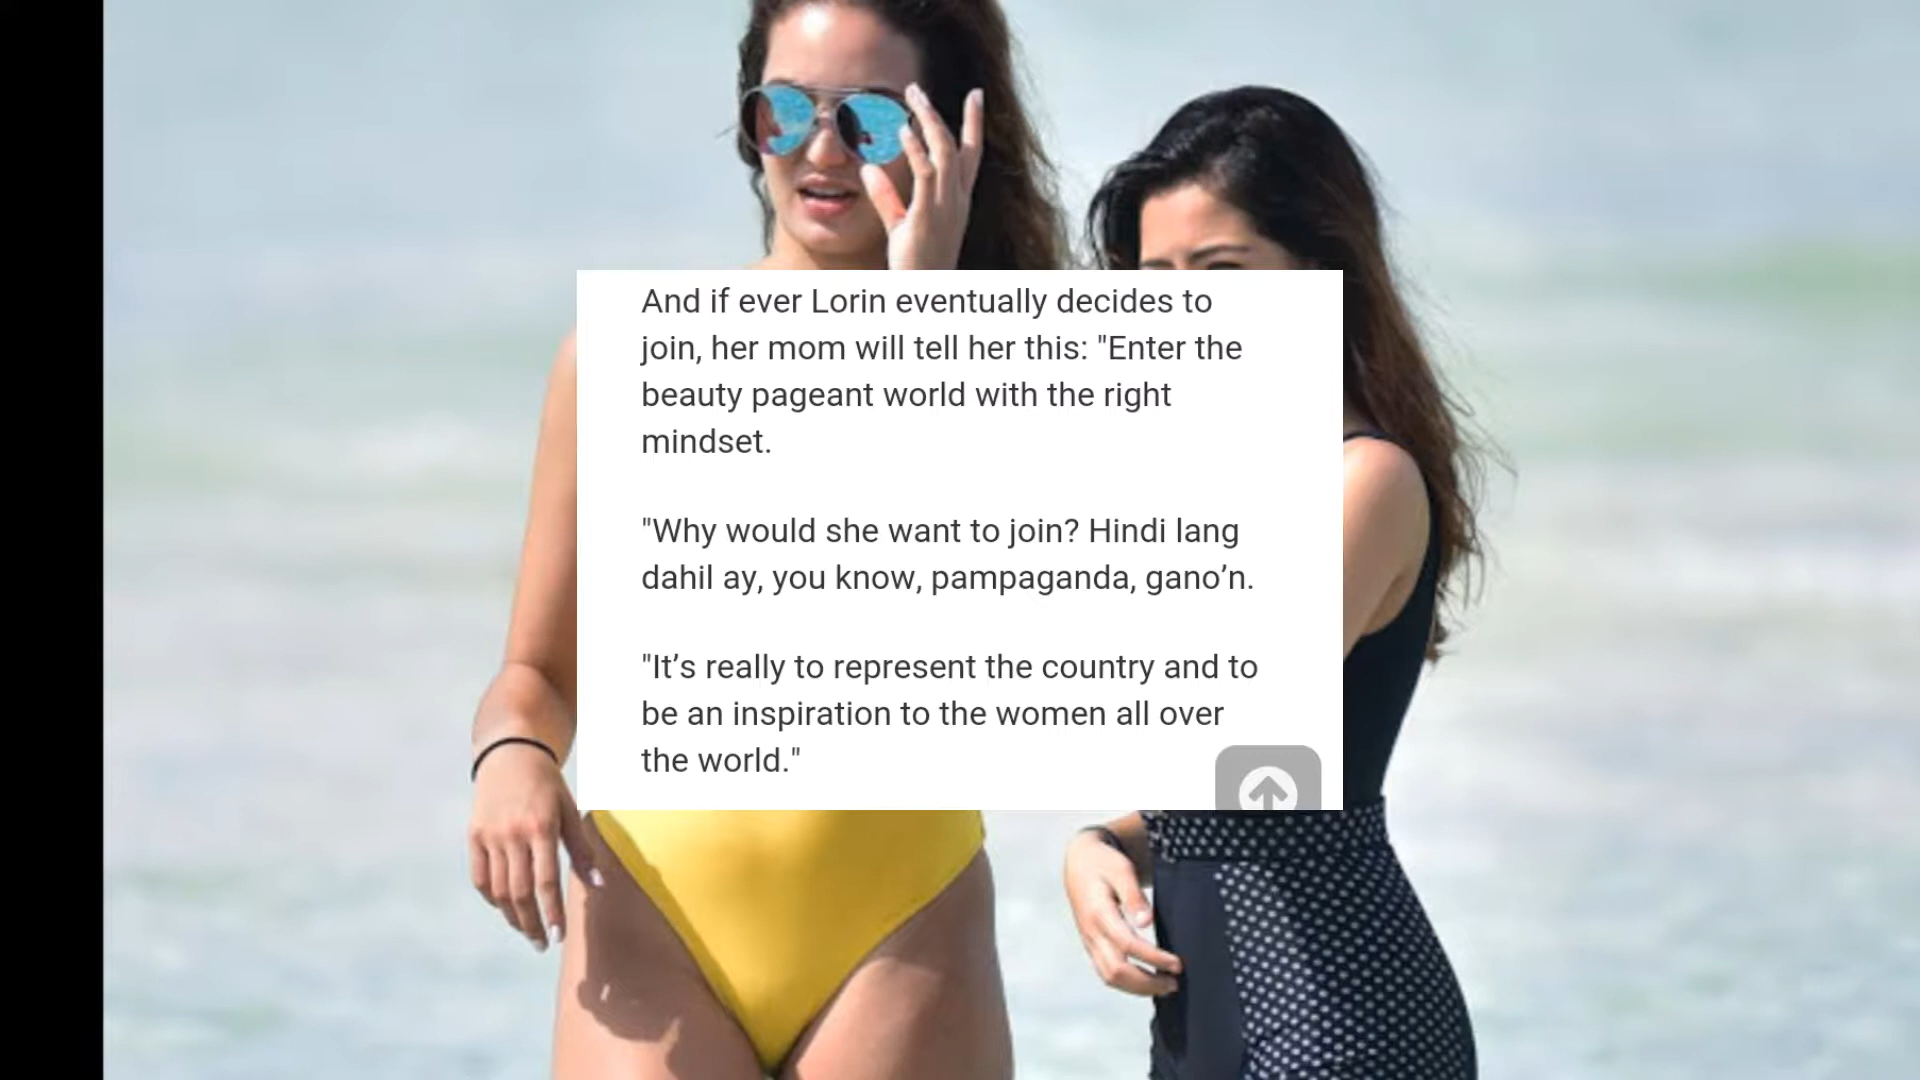 And if ever Lorin eventually decides to
join, her mom will tell her this: "Enter the
beauty pageant world with the right
mindset.
"Why would she want to join? Hindi lang
dahil ay, you know, pampaganda, gano’n.
"It’s really to represent the country and to
be an inspiration to the women all over
the world."